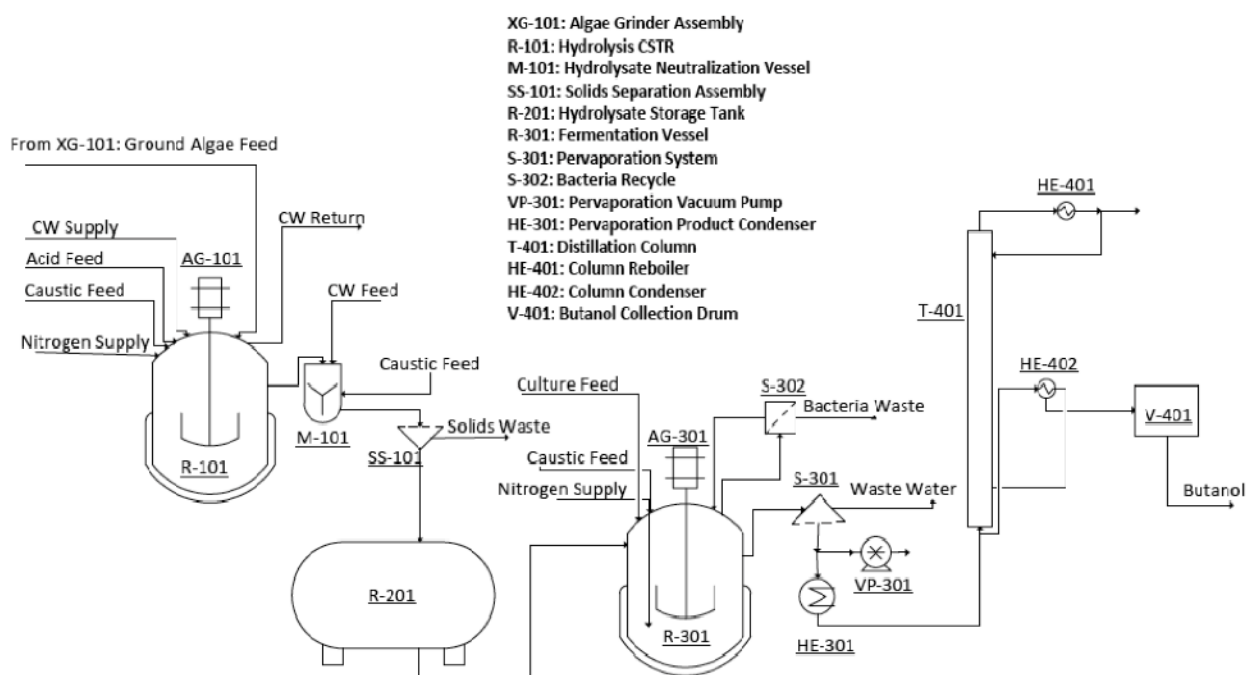 XG-101: Algae Grinder Assembly
R-101: Hydrolysis CSTR
M-101: Hydrolysate Neutralization Vessel
SS-101: Solids Separation Assembly
R-201: Hydrolysate Storage Tank
R-301: Fermentation Vessel
S-301: Pervaporation System
S-302: Bacteria Recycle
VP-301: Pervaporation Vacuum Pump
HE-301: Pervaporation Product Condenser
T-401: Distillation Column
HE-401: Column Reboiler
HE-402: Column Condenser
V-401: Butanol Collection Drum
From XG-101: Ground Algae Feed
CW Supply
CW Return
Acid Feed
AG-101
Caustic Feed
CW Feed
Nitrogen Supply
Caustic Feed
M-101
Solids Waste
SS-101
R-101
R-201
Culture Feed
S-302
Bacteria Waste
AG-301
Caustic Feed
S-301
Nitrogen Supply
Waste Water
VP-301
R-301
HE-301
HE-401
T-401
HE-402
V-401
Butanol